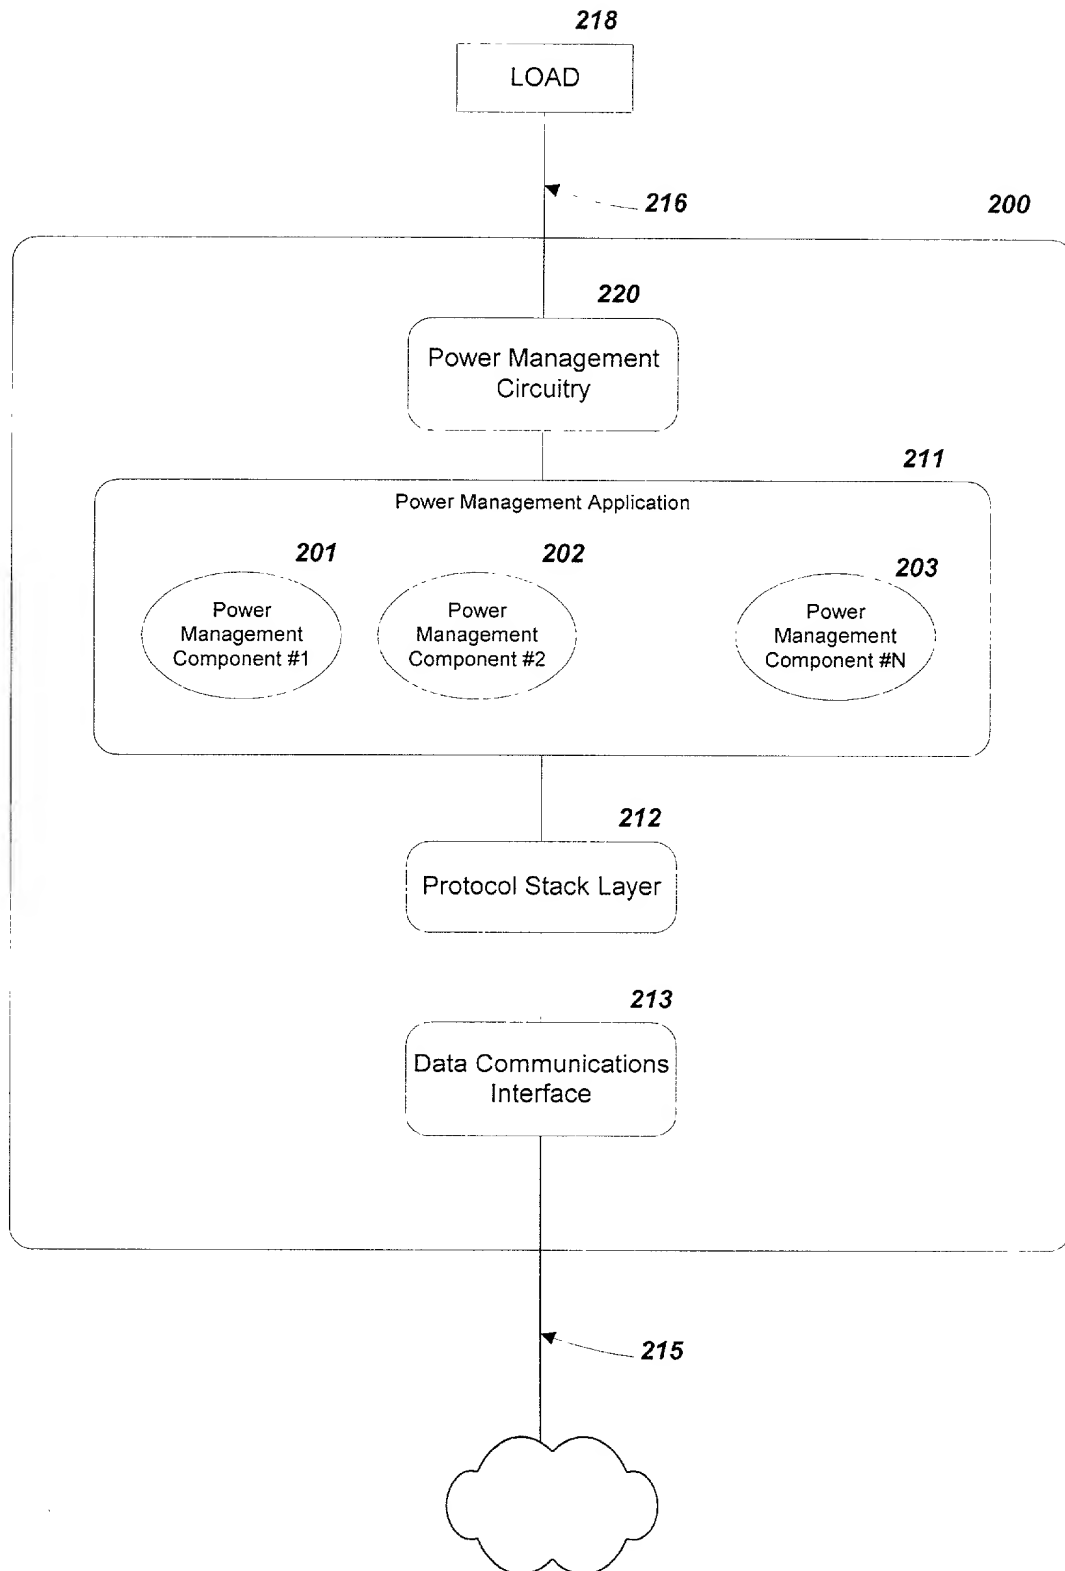 218
LOAD
216
200
220
Power Management
Circuitry
211
Power Management Application
201
202
203
Power
Management
Component #1
Power
Management
Component #2
Power
Management
Component #N
212
Protocol Stack Layer
213
Data Communications
Interface
215